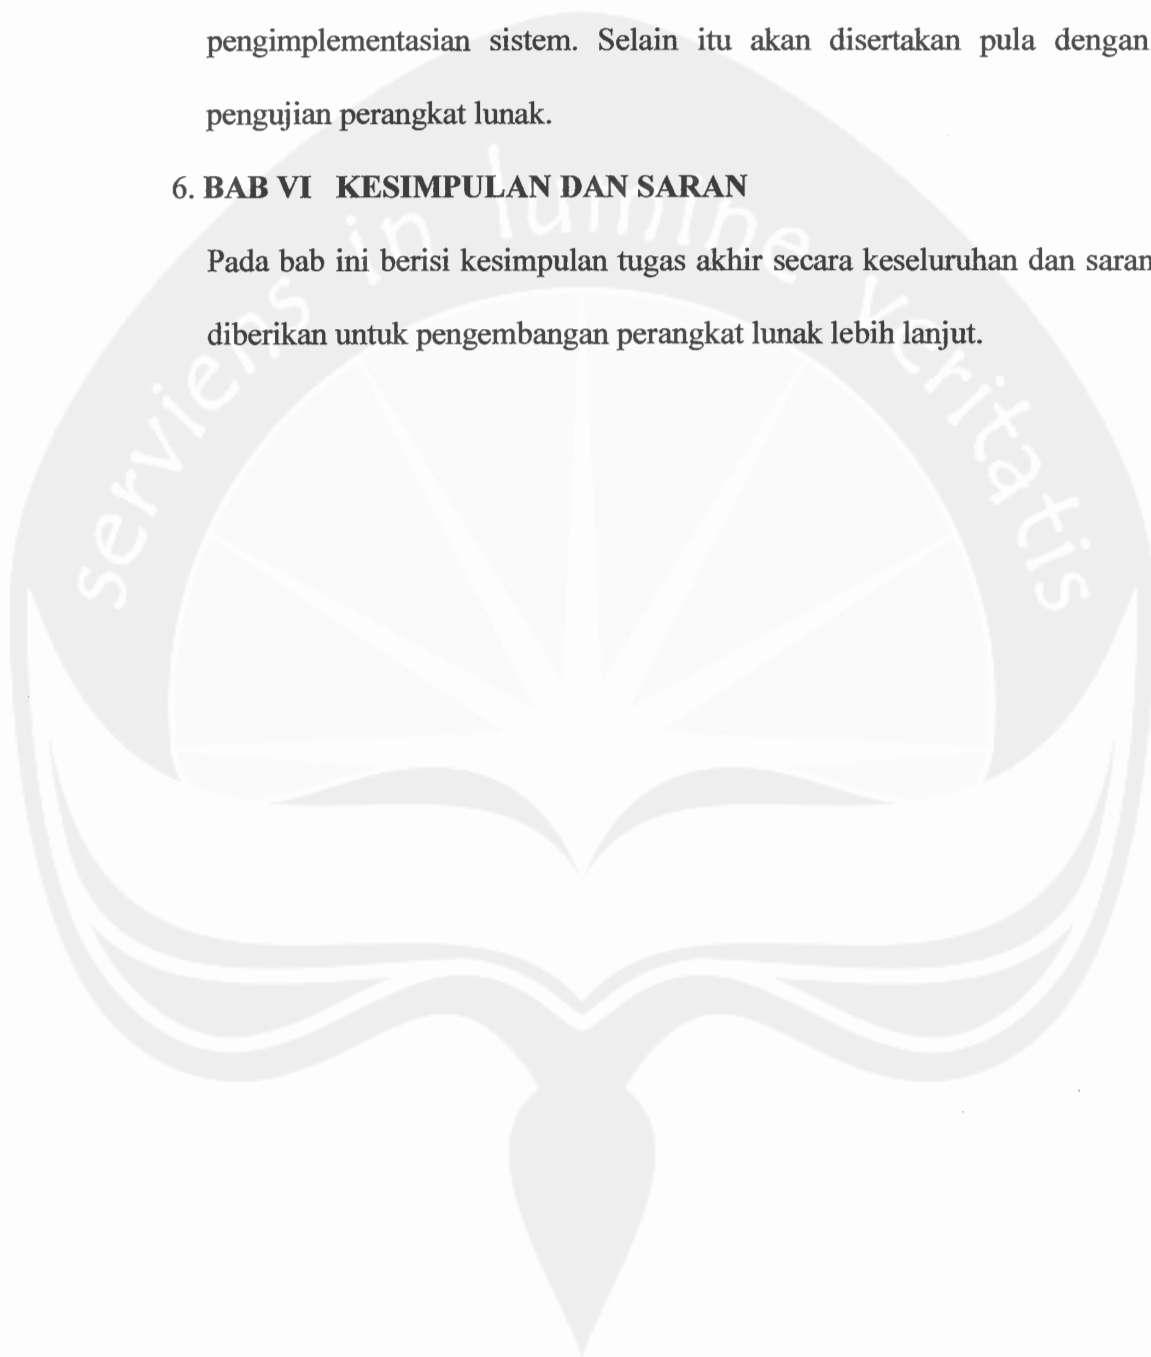 pengimplementasian sistem. Selain itu akan disertakan pula dengan
pengujian perangkat lunak.
6. BAB VI KESIMPULAN DAN SARAN
Pada bab ini berisi kesimpulan tugas akhir secara keseluruhan dan saran
diberikan untuk pengembangan perangkat lunak lebih lanjut.
serviens in lumine veritatis